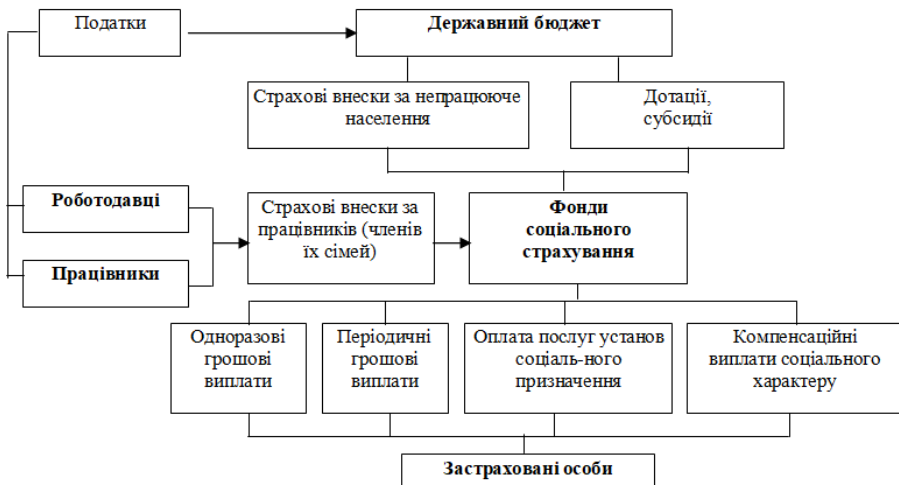 Податки
Державний бюджет
Страхові внески за непрацююче
населення
Дотації,
субсидії
Роботодавці
Працівники
Страхові внески за
працівників (членів
їх сімей)
Фонди
соціального
страхування
Одноразові
грошові
виплати
Періодичні
грошові
виплати
Оплата послуг установ
соціаль-ного
призначення
Компенсаційні
виплати соціального
характеру
Застраховані особи